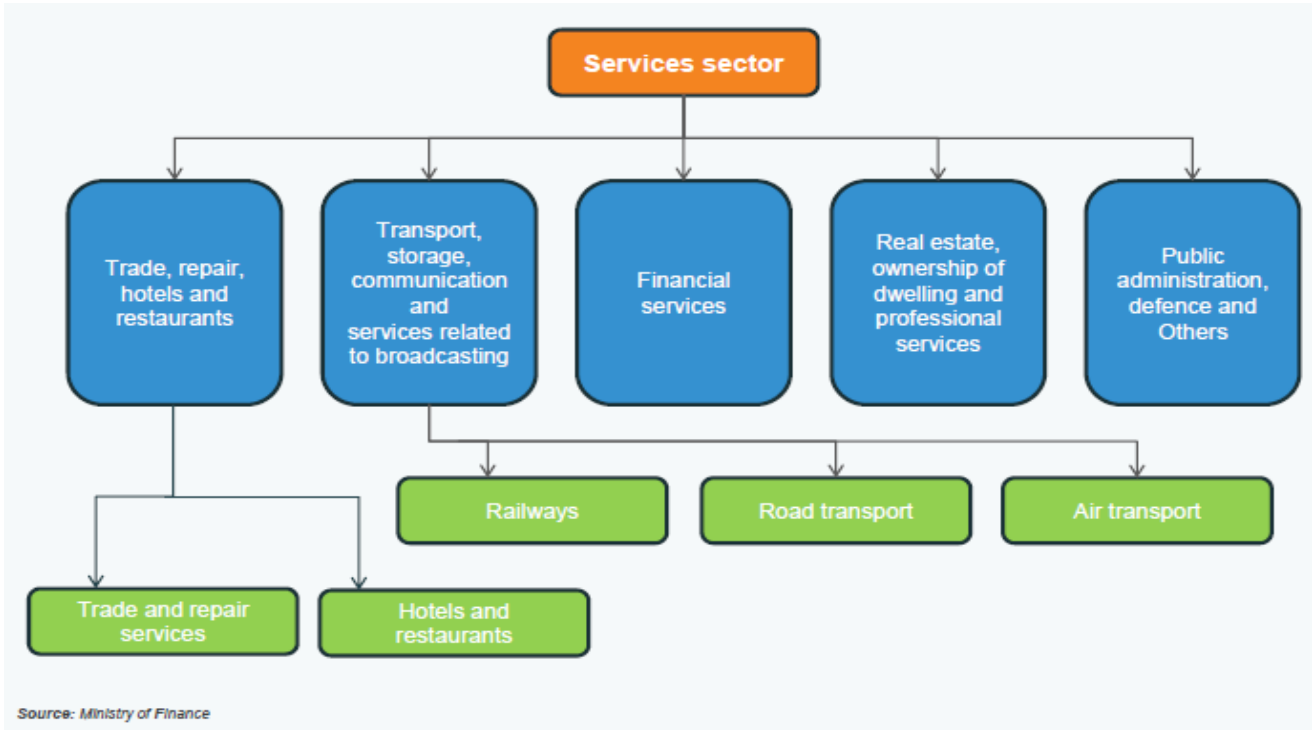 Services sector
Trade, repair,
hotels and
restaurants
Transport,
storage,
communication
and
services related
to broadcasting
Financial
services
Real estate,
ownership of
dwelling and
professional
services
Public
administration,
defence and
Others
Railways
Road transport
Air transport
Trade and repair
services
Hotels and
restaurants
Source: Ministry of Finance